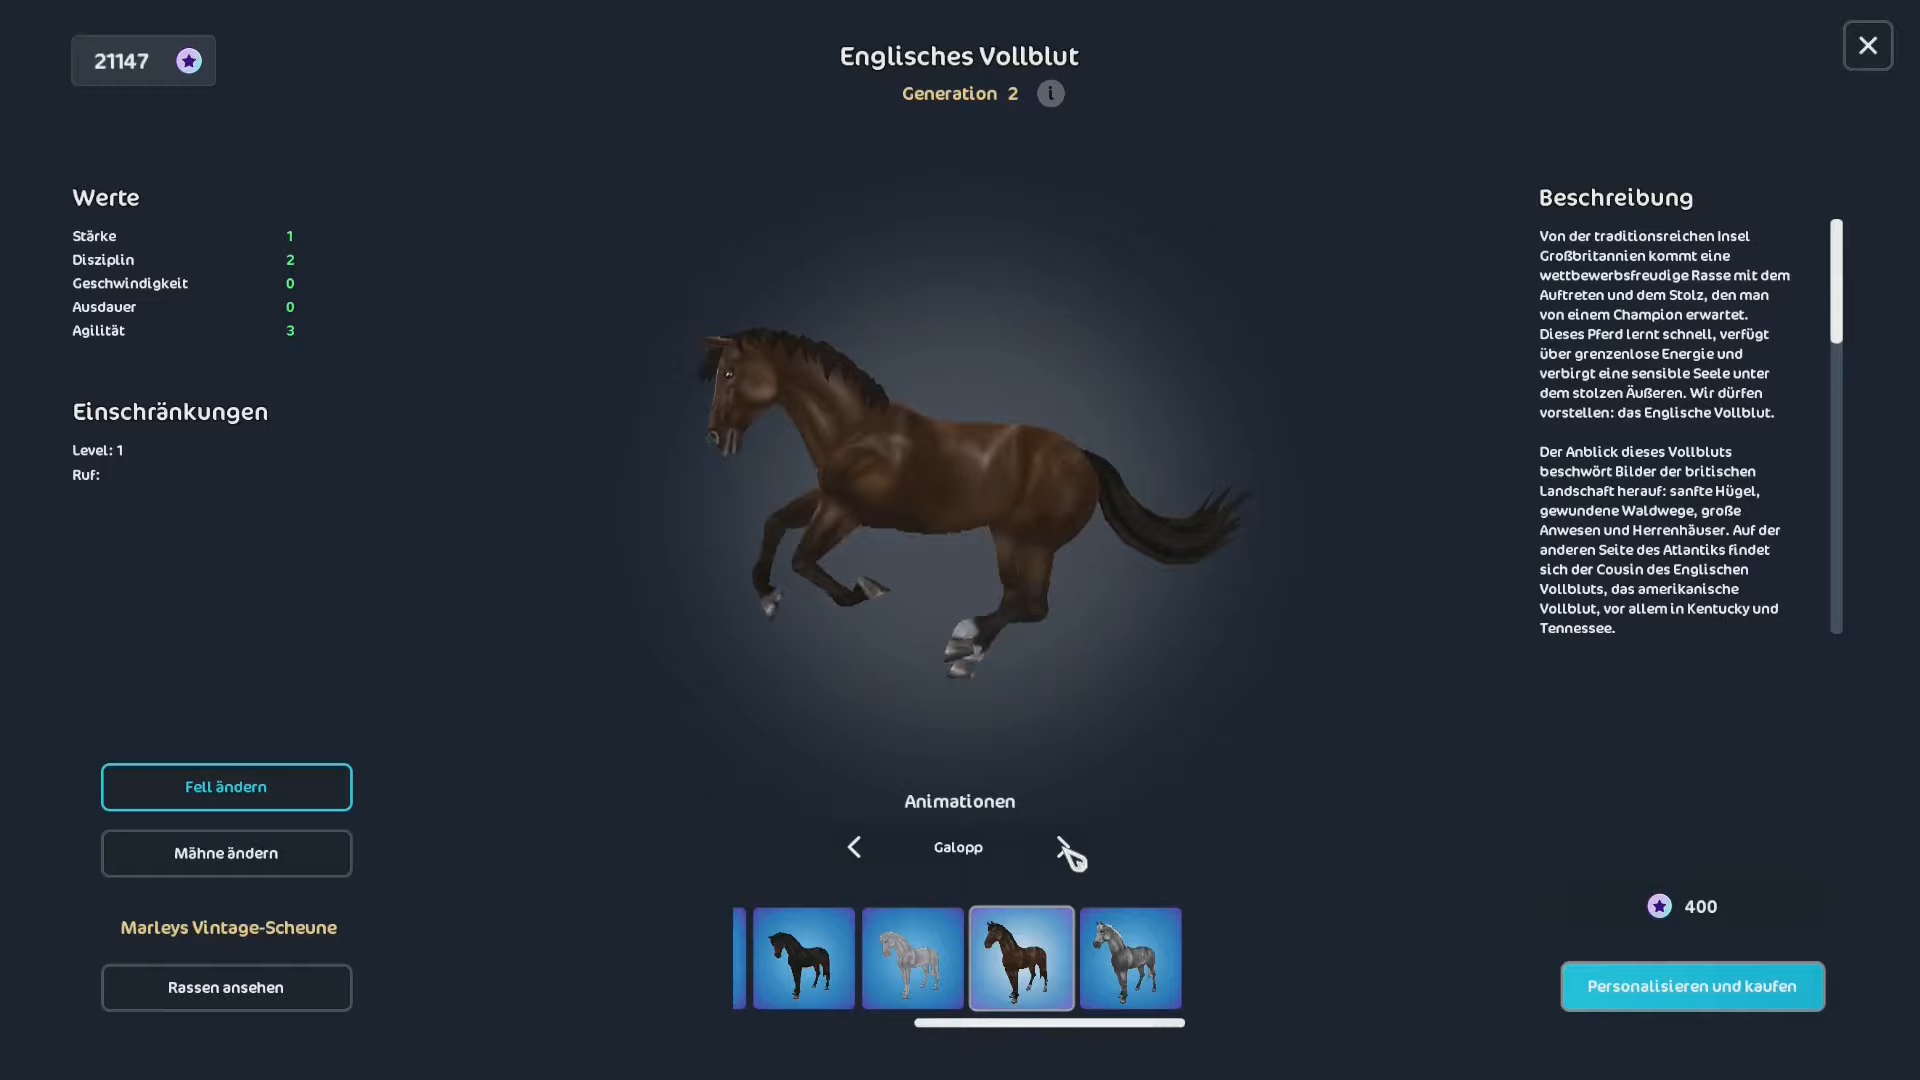 21147
Englisches Vollblut
Generation 2
i
Werte
Stärke 1
Disziplin 2
Geschwindigkeit 0
Ausdauer 0
Agilität 3
Einschränkungen
Level: 1
Ruf:
Beschreibung
Von der traditionsreichen Insel
Großbritannien kommt eine
wettbewerbsfreudige Rasse mit dem
Auftreten und dem Stolz, den man
von einem Champion erwartet.
Dieses Pferd lernt schnell, verfügt
über grenzenlose Energie und
verbirgt eine sensible Seele unter
dem stolzen Äußeren. Wir dürfen
vorstellen: das Englische Vollblut.
Der Anblick dieses Vollbluts
beschwört Bilder der britischen
Landschaft herauf: sanfte Hügel,
gewundene Waldwege, große
Anwesen und Herrenhäuser. Auf der
anderen Seite des Atlantiks findet
sich der Cousin des Englischen
Vollbluts, das amerikanische
Vollblut, vor allem in Kentucky und
Tennessee.
Fell ändern
Mähne ändern
Marleys Vintage-Scheune
Rassen ansehen
Animationen
Galopp
400
Personalisieren und kaufen